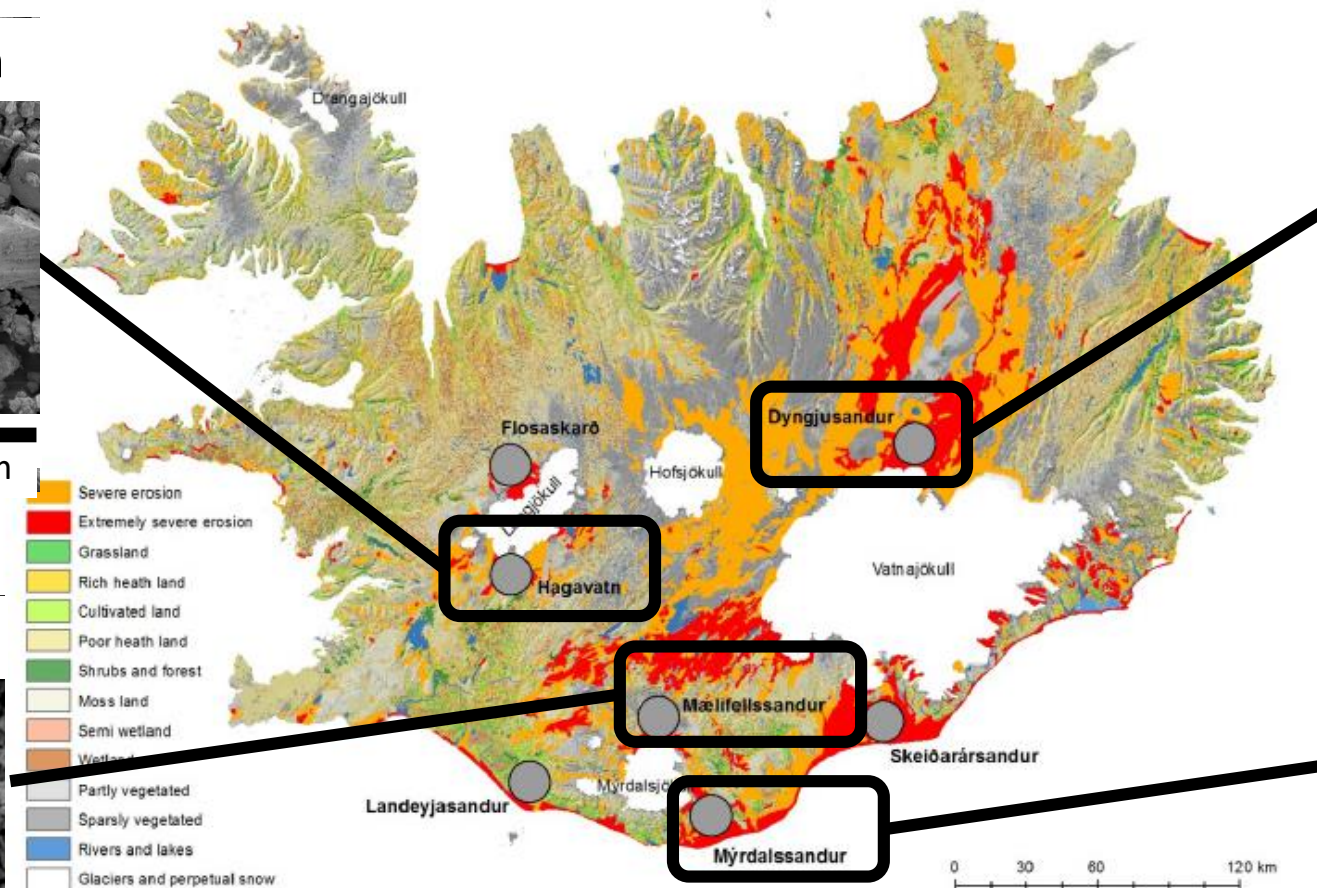 Drangajökull
Flosaskarð
Dyngjusandur
Hofsjökull
Hagavatn
Vatnajökull
Severe erosion
Extremely severe erosion
Grassland
Rich heath land
Cultivated land
Poor heath land
Shrubs and forest
Moss land
Semi wetland
Partly vegetated
Sparsly vegetated
Rivers and lakes
Glaciers and perpetual snow
Mælifellssandur
Skeiðarársandur
Landeyjasandur
Mýrdalssandur
0 30 60 120 km